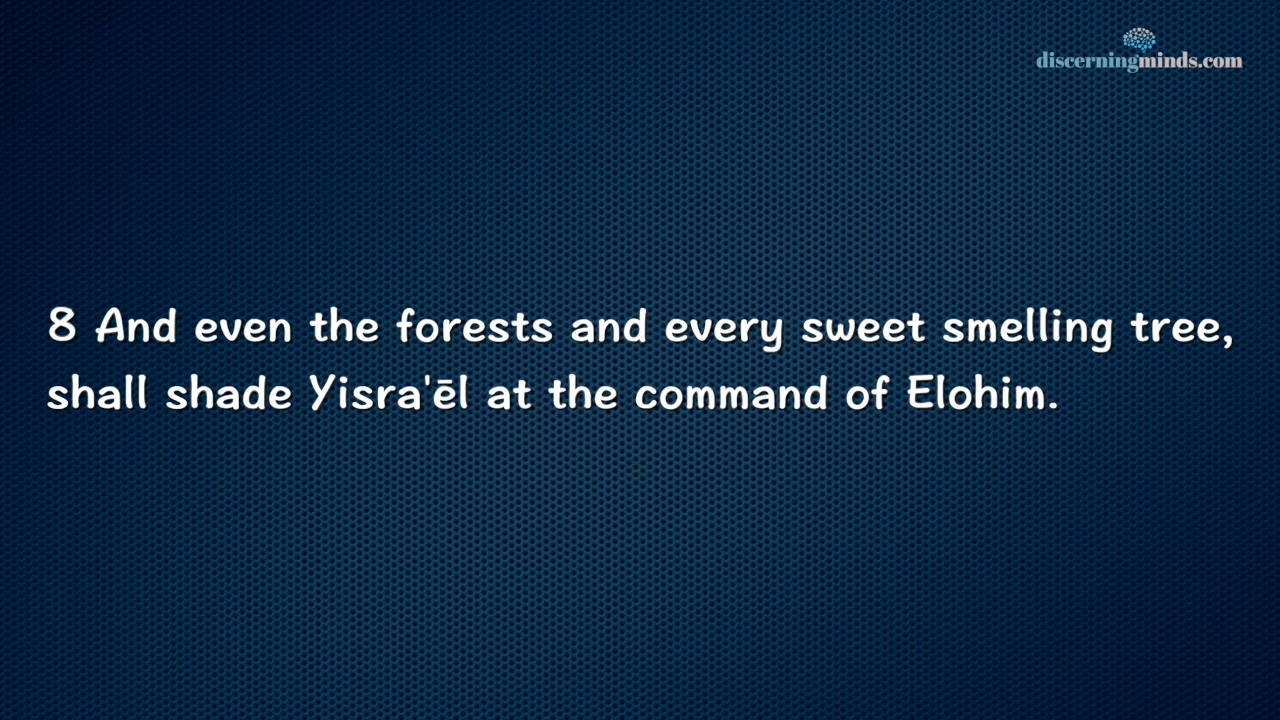 discerningminds.com
8 And even the forests and every sweet smelling tree,
shall shade Yisra'ēl at the command of Elohim.